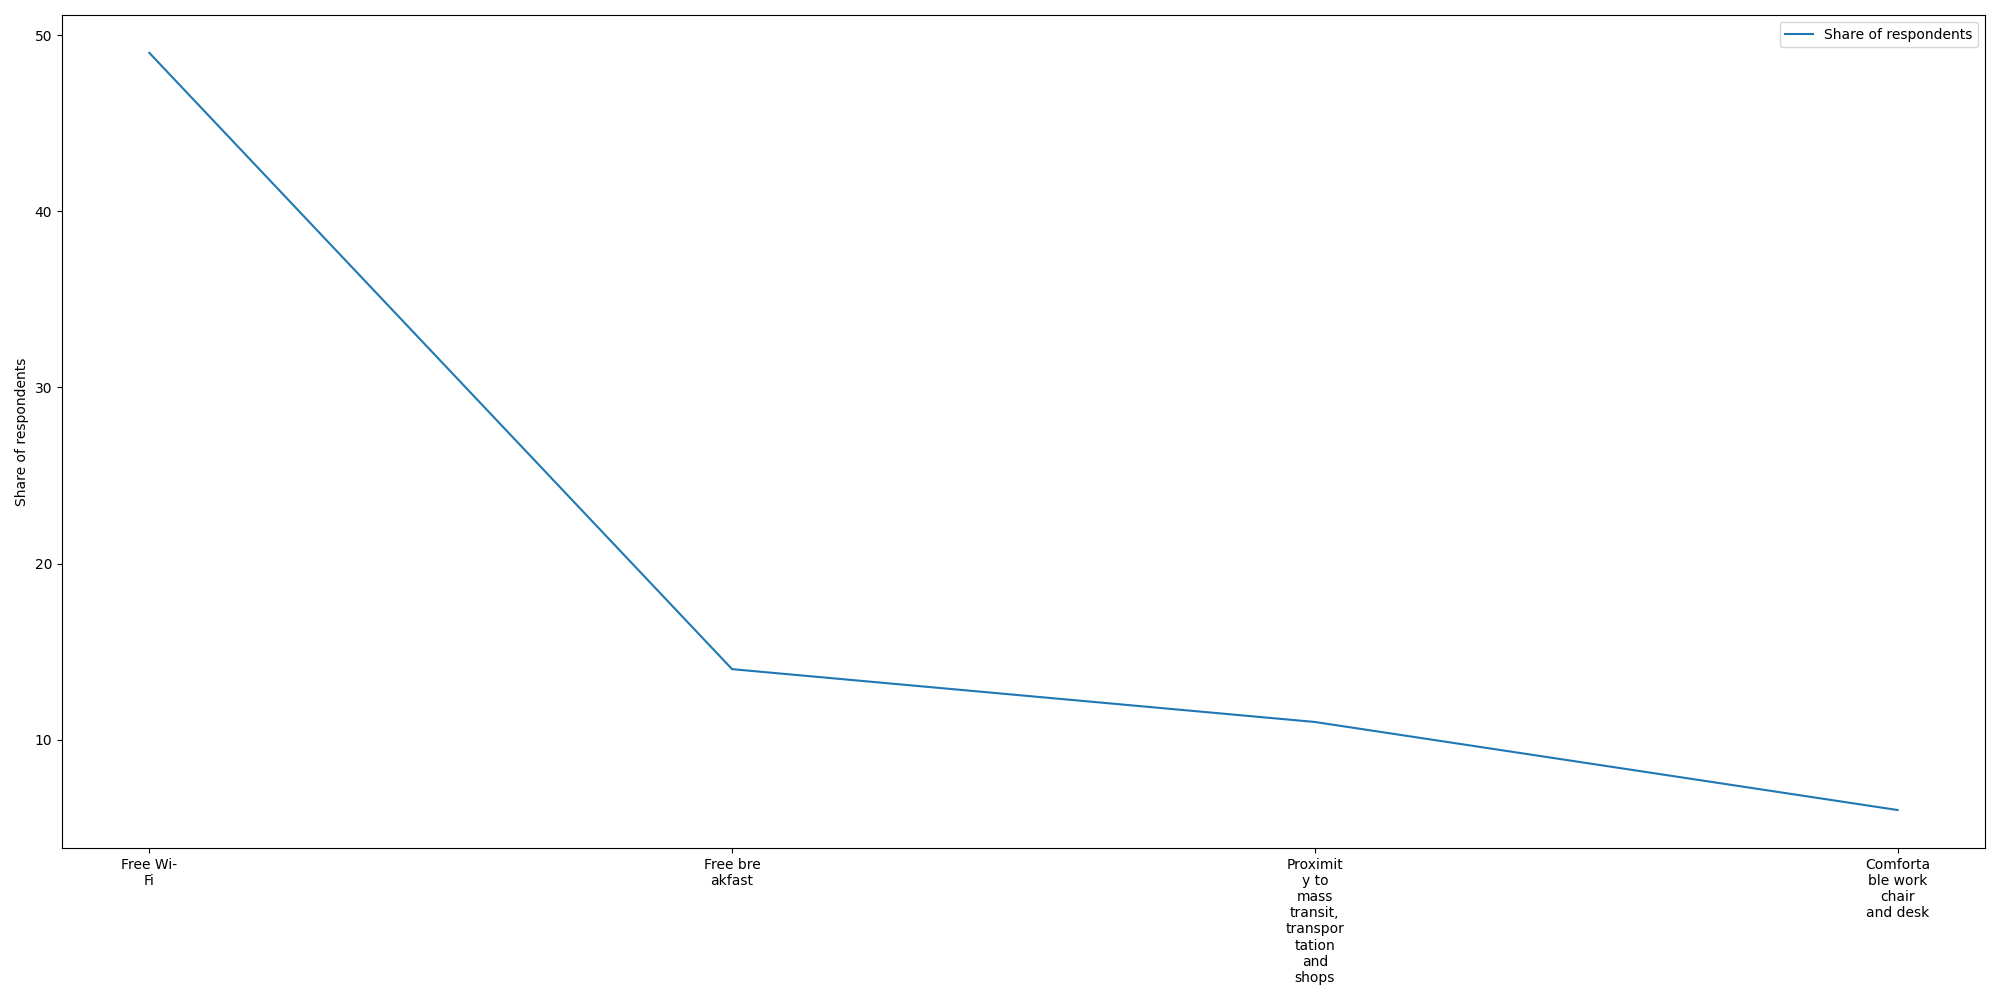 Share of respondents
50
40
30
20
10
Share of respondents
Free Wi-
Fi
Free bre
akfast
Proximit
y to
mass
transit,
transpor
tation
and
shops
Comforta
ble work
chair
and desk